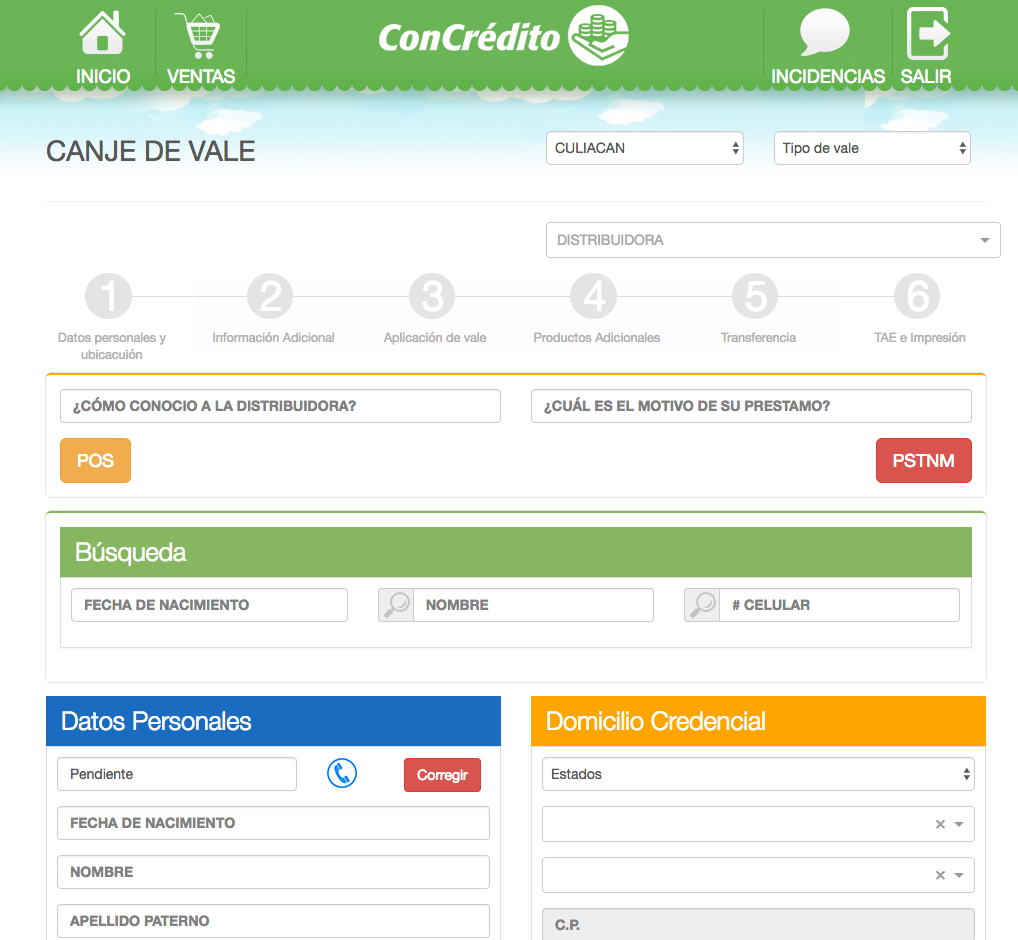 INICIO
VENTAS
ConCrédito
INCIDENCIAS
SALIR
CANJE DE VALE
CULIACAN
Tipo de vale
DISTRIBUIDORA
1
2
3
4
5
6
Datos personales y
ubicacuión
Información Adicional
Aplicación de vale
Productos Adicionales
Transferencia
TAE e Impresión
¿CÓMO CONOCIO A LA DISTRIBUIDORA?
¿CUÁL ES EL MOTIVO DE SU PRESTAMO?
POS
PSTNM
Búsqueda
FECHA DE NACIMIENTO
NOMBRE
# CELULAR
Datos Personales
Pendiente
Corregir
FECHA DE NACIMIENTO
NOMBRE
APELLIDO PATERNO
Domicilio Credencial
Estados
C.P.